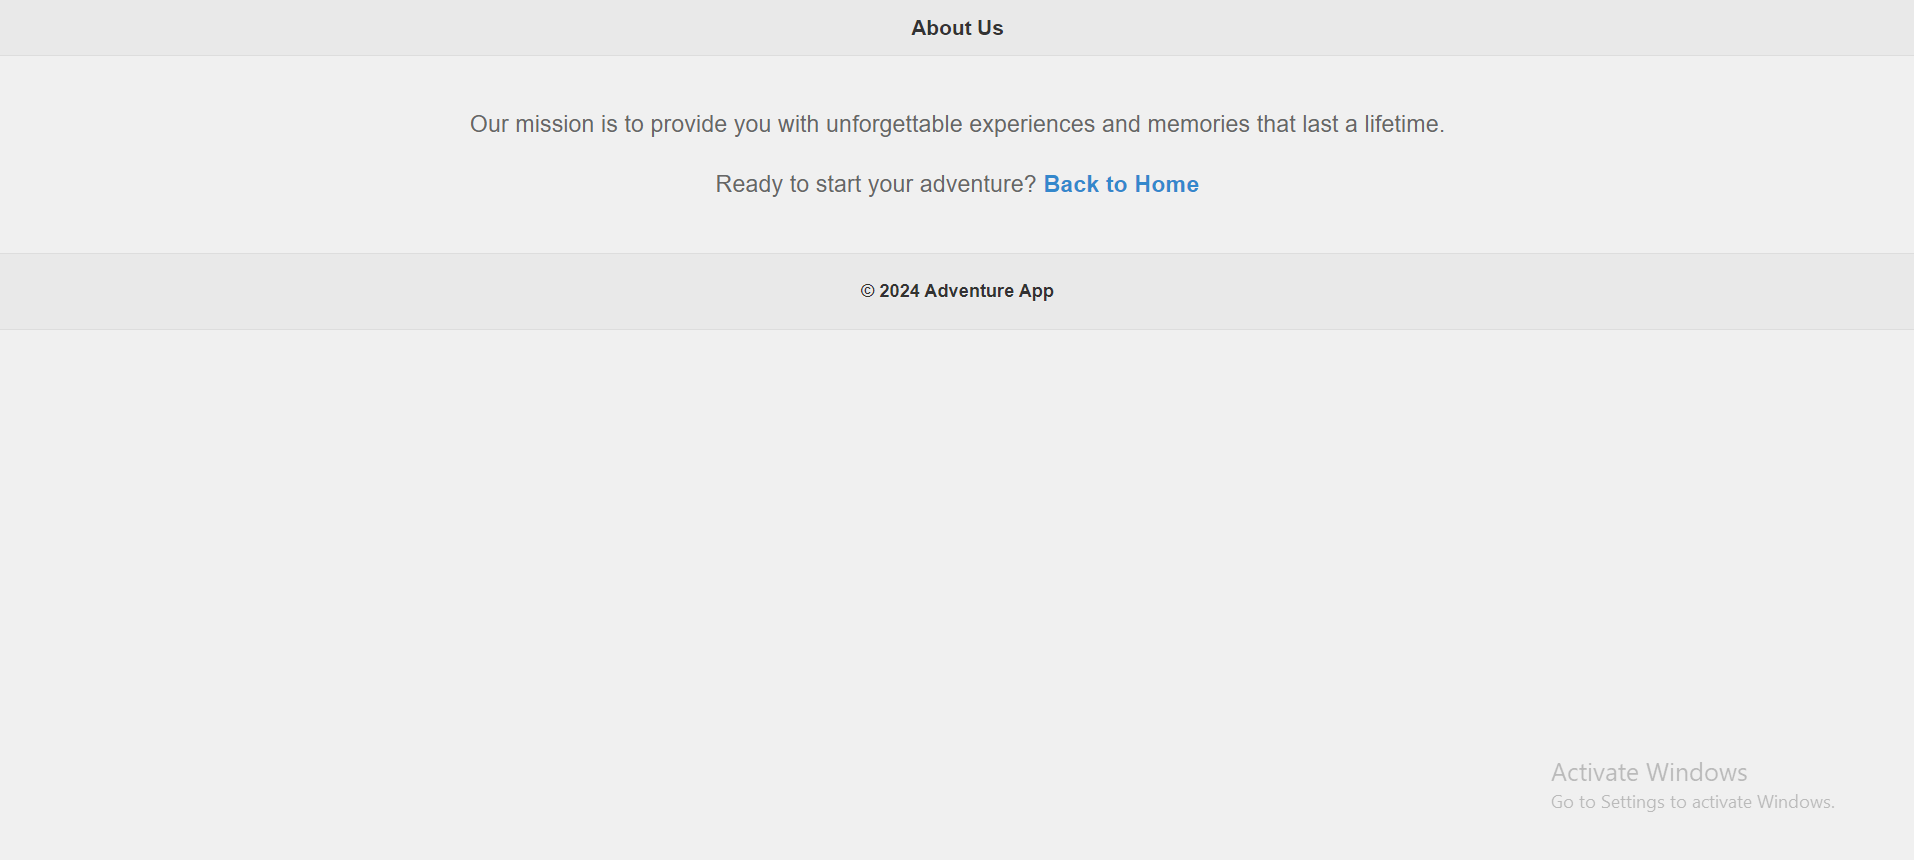 About Us
Our mission is to provide you with unforgettable experiences and memories that last a lifetime.
Ready to start your adventure? Back to Home
© 2024 Adventure App
Activate Windows
Go to Settings to activate Windows.